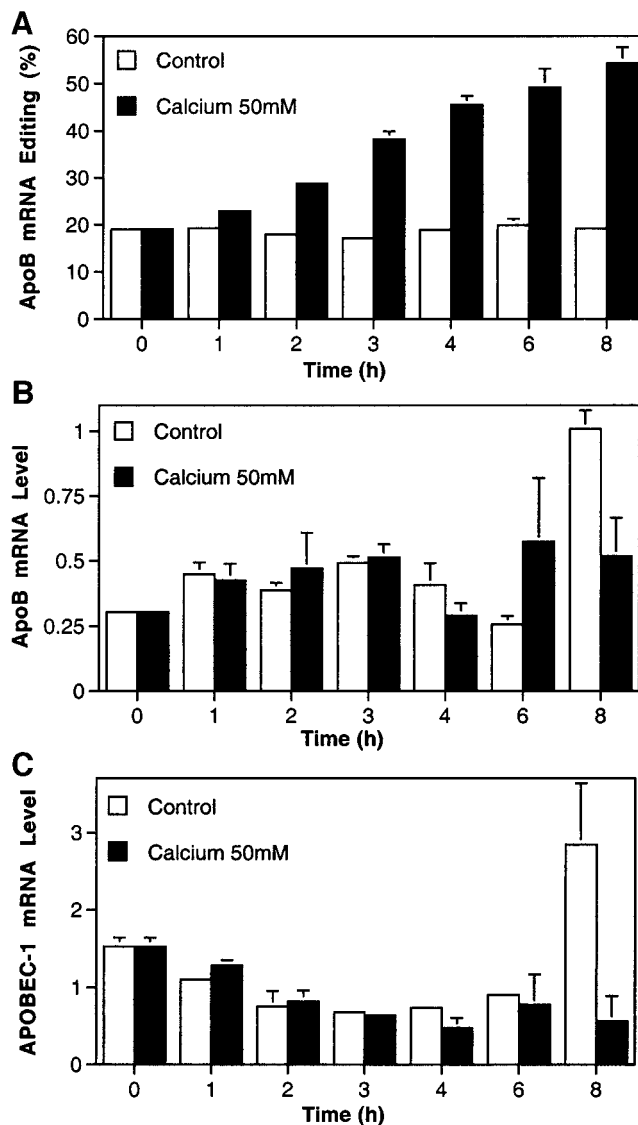 A
ApoB mRNA Editing (%)
60
50
40
30
20
10
0
Control
Calcium 50mM
0 1 2 3 4 6 8
Time (h)
B
ApoB mRNA Level
1
0.75
0.5
0.25
0
Control
Calcium 50mM
0 1 2 3 4 6 8
Time (h)
C
APOBEC-1 mRNA Level
3
2
1
0
Control
Calcium 50mM
0 1 2 3 4 6 8
Time (h)